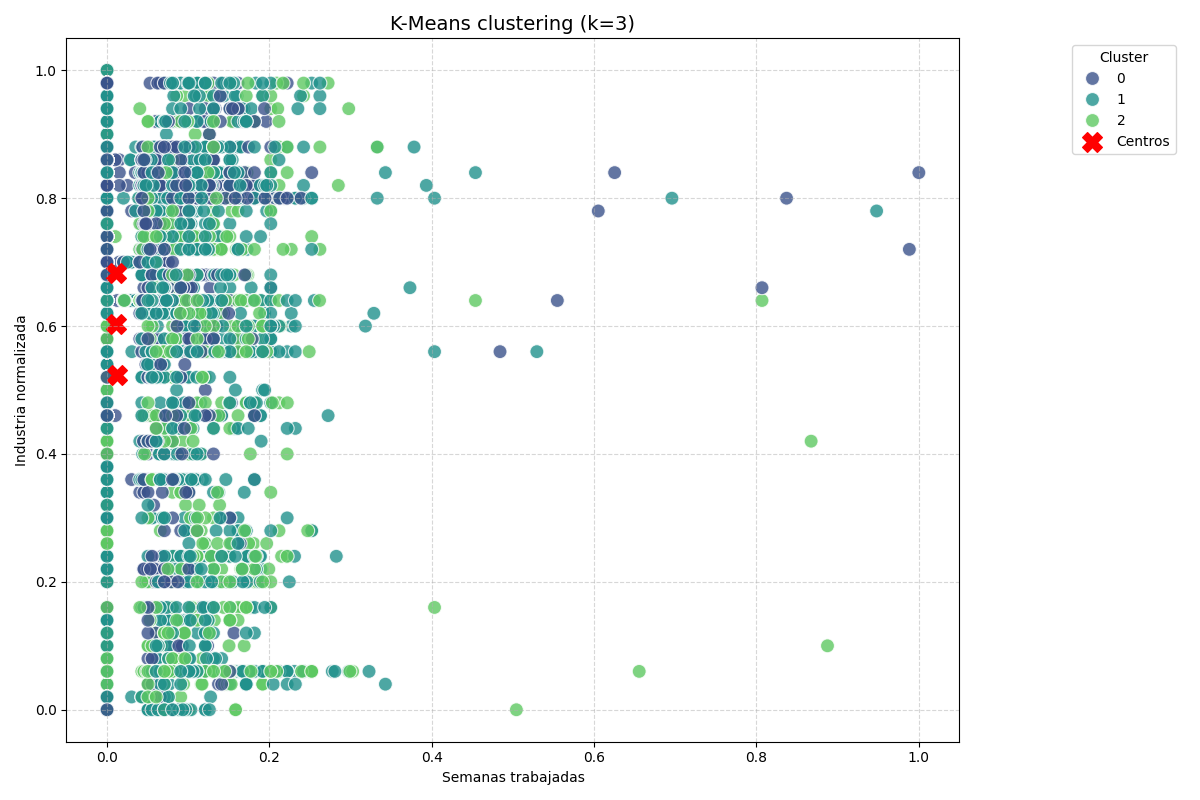 K-Means clustering (k=3)
Cluster
0
1
2
Centros
Industria normalizada
1.0
0.8
0.6
0.4
0.2
0.0
0.0 0.2 0.4 0.6 0.8 1.0
Semanas trabajadas